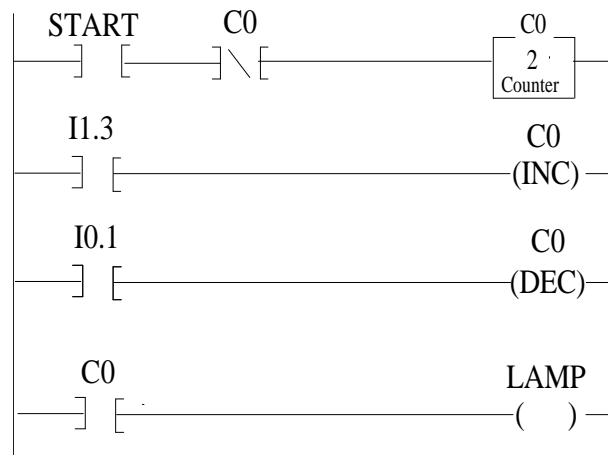 START C0 C0
2
Counter
I1.3 C0
(INC)
I0.1 C0
(DEC)
C0 LAMP
( )